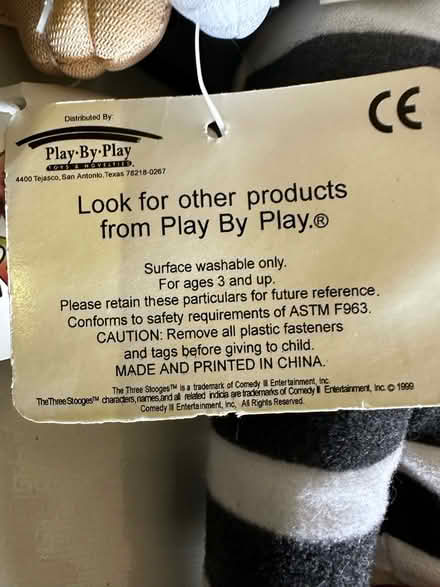 Distributed By:
Play·By·Play
TOYS & NOVELTIES
4400 Tejasco, San Antonio, Texas 78218-0267
CE
Look for other products
from Play By Play.®
Surface washable only.
For ages 3 and up.
Please retain these particulars for future reference.
Conforms to safety requirements of ASTM F963.
CAUTION: Remove all plastic fasteners
and tags before giving to child.
MADE AND PRINTED IN CHINA.
The Three Stooges™ is a trademark of Comedy III Entertainment, Inc.
The Three Stooges™ characters, names, and all related indicia are trademarks of Comedy III Entertainment, Inc. © 1999
Comedy III Entertainment, Inc, All Rights Reserved.